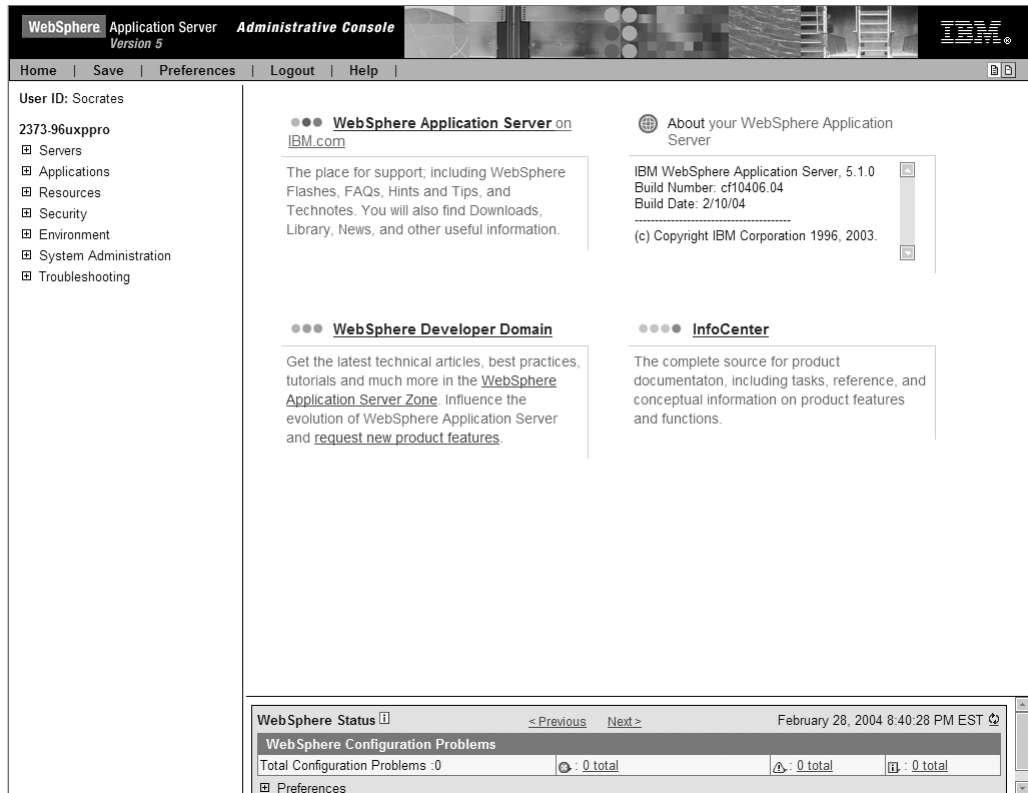 WebSphere Application Server Administrative Console
Version 5
IBM®
Home | Save | Preferences | Logout | Help |
User ID: Socrates
2373-96uxppro
Servers
Applications
Resources
Security
Environment
System Administration
Troubleshooting
WebSphere Application Server on
IBM.com
The place for support; including WebSphere
Flashes, FAQs, Hints and Tips, and
Technotes. You will also find Downloads,
Library, News, and other useful information.
About your WebSphere Application
Server
IBM WebSphere Application Server, 5.1.0
Build Number: cf10406.04
Build Date: 2/10/04
---------------------------------------
(c) Copyright IBM Corporation 1996, 2003.
WebSphere Developer Domain
Get the latest technical articles, best practices,
tutorials and much more in the WebSphere
Application Server Zone. Influence the
evolution of WebSphere Application Server
and request new product features.
InfoCenter
The complete source for product
documentaton, including tasks, reference, and
conceptual information on product features
and functions.
WebSphere Status i < Previous Next > February 28, 2004 8:40:28 PM EST
WebSphere Configuration Problems
Total Configuration Problems :0 : 0 total : 0 total : 0 total
Preferences